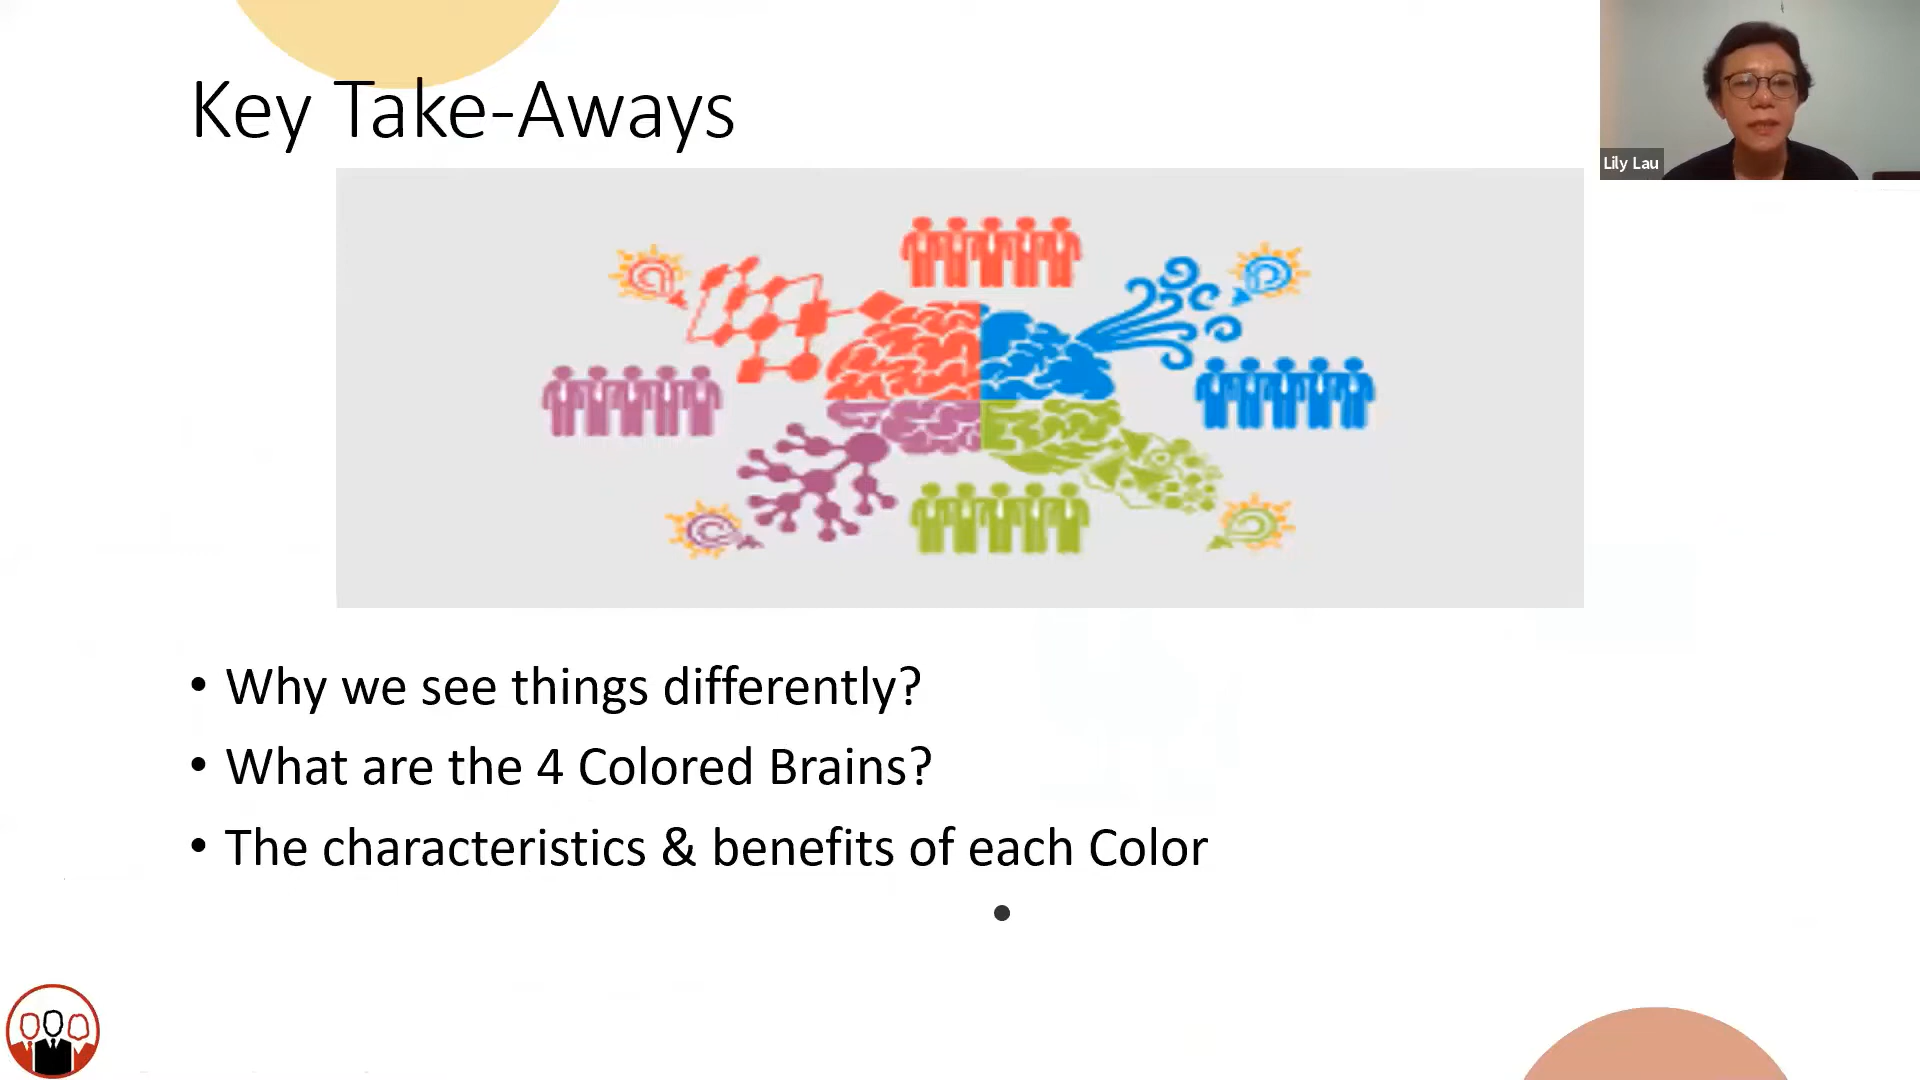 Key Take-Aways
Lily Lau
• Why we see things differently?
• What are the 4 Colored Brains?
• The characteristics & benefits of each Color